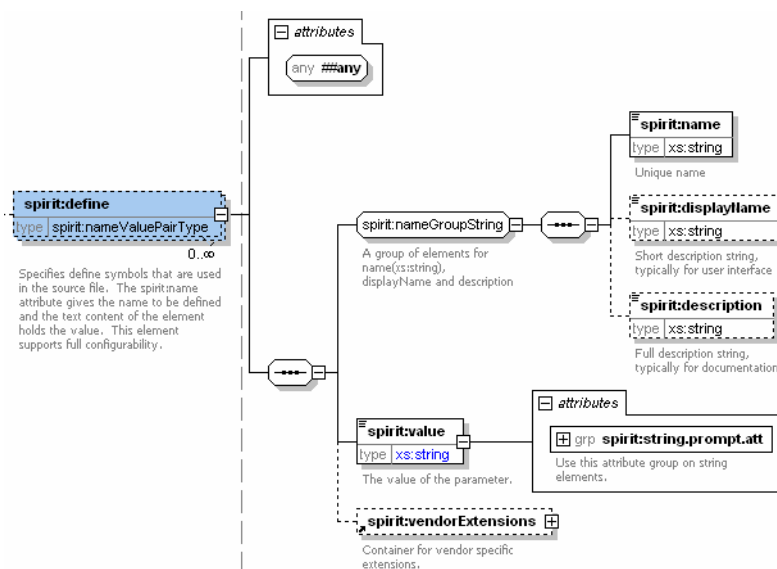 attributes
any ##any
spirit:name
type xs:string
Unique name
spirit:define
type spirit:nameValuePairType
0..∞
Specifies define symbols that are used
in the source file. The spirit:name
attribute gives the name to be defined
and the text content of the element
holds the value. This element
supports full configurability.
spirit:nameGroupString
A group of elements for
name(xs:string),
displayName and description
spirit:displayName
type xs:string
Short description string,
typically for user interface
spirit:description
type xs:string
Full description string,
typically for documentation
spirit:value
type xs:string
The value of the parameter.
attributes
grp spirit:string.prompt.att
Use this attribute group on string
elements.
spirit:vendorExtensions
Container for vendor specific
extensions.